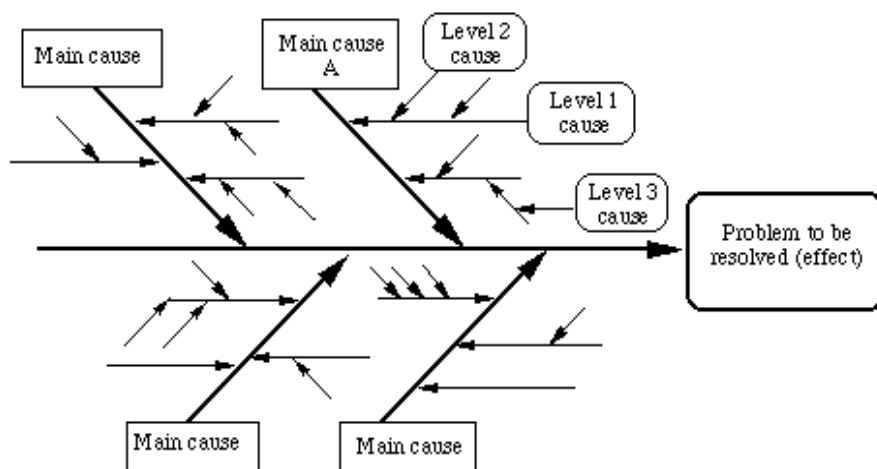 Main cause
Main cause
A
Level 2
cause
Level 1
cause
Level 3
cause
Problem to be
resolved (effect)
Main cause
Main cause